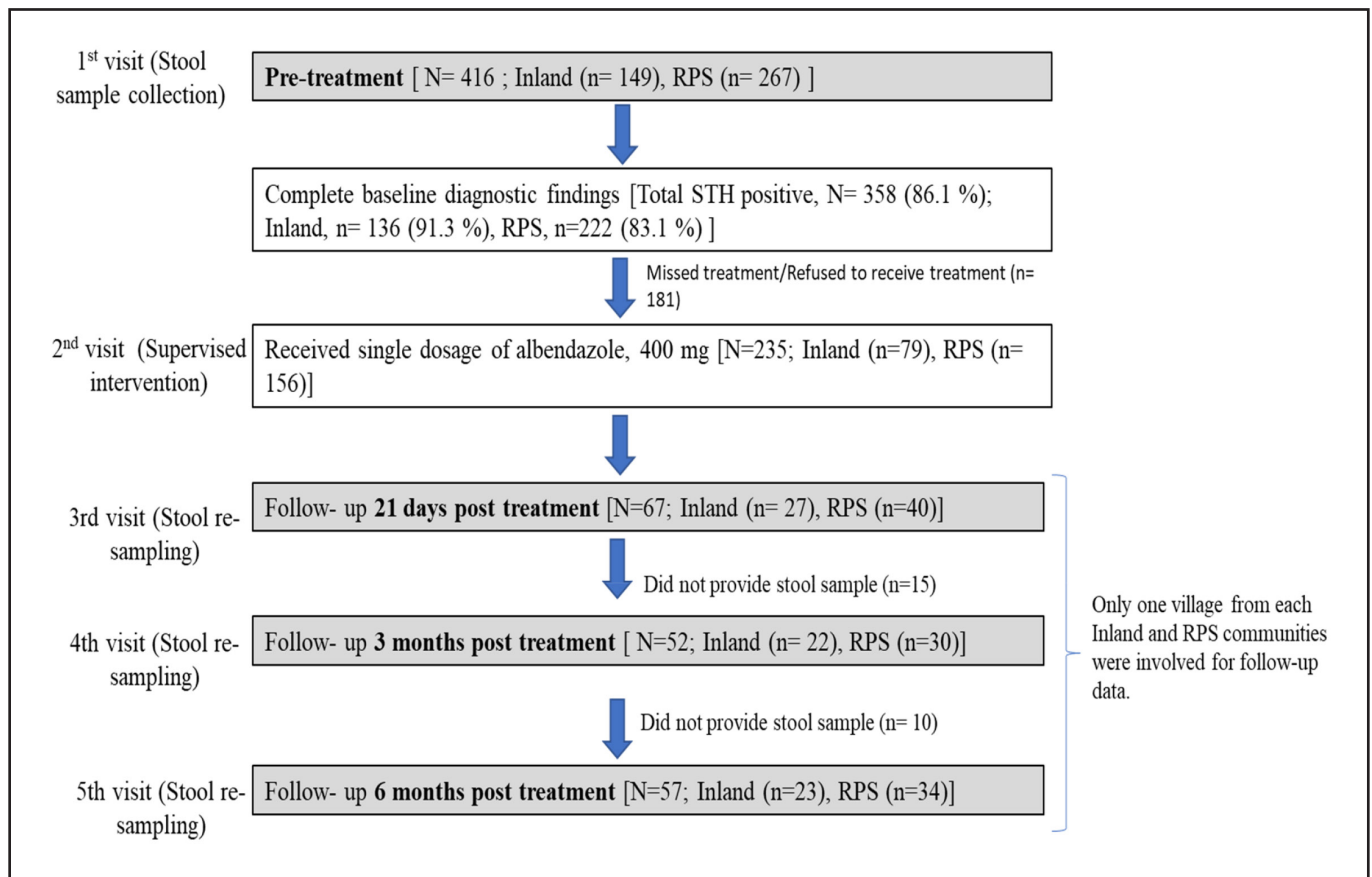 1st visit (Stool
sample collection)
Pre-treatment [ N= 416 ; Inland (n= 149), RPS (n= 267) ]
Complete baseline diagnostic findings [Total STH positive, N= 358 (86.1 %);
Inland, n= 136 (91.3 %), RPS, n=222 (83.1 %) ]
Missed treatment/Refused to receive treatment (n=
181)
2nd visit (Supervised
intervention)
Received single dosage of albendazole, 400 mg [N=235; Inland (n=79), RPS (n=
156)]
3rd visit (Stool re-
sampling)
Follow- up 21 days post treatment [N=67; Inland (n= 27), RPS (n=40)]
Did not provide stool sample (n=15)
4th visit (Stool re-
sampling)
Follow- up 3 months post treatment [ N=52; Inland (n= 22), RPS (n=30)]
Did not provide stool sample (n= 10)
5th visit (Stool re-
sampling)
Follow- up 6 months post treatment [N=57; Inland (n=23), RPS (n=34)]
Only one village from each
Inland and RPS communities
were involved for follow-up
data.